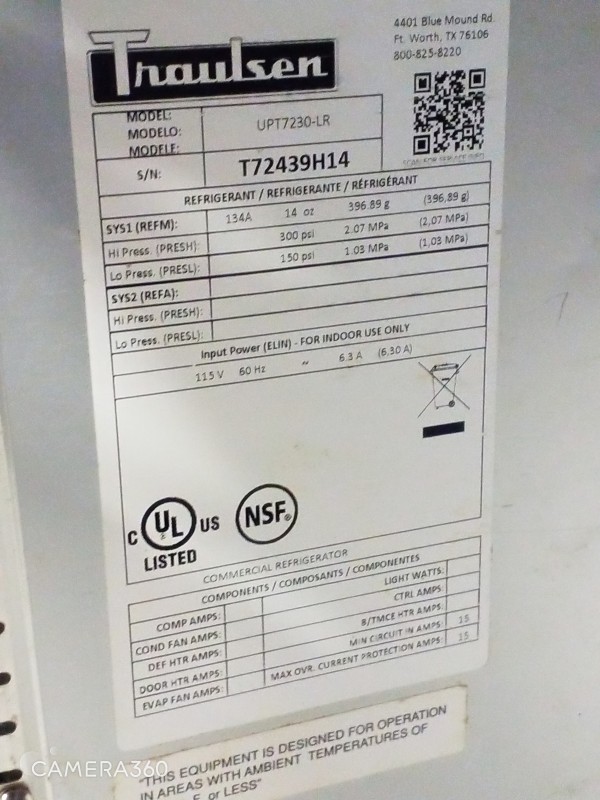 Traulsen
4401 Blue Mound Rd.
Ft. Worth, TX 76106
800-825-8220
MODEL:
MODELO:
MODELE:
UPT7230-LR
S/N:
T72439H14
REFRIGERANT / REFRIGERANTE / RÉFRIGÉRANT
SYS1 (REFM): 134A 14 oz 396.89 g (396,89 g)
Hi Press. (PRESH): 300 psi 2.07 MPa (2,07 MPa)
Lo Press. (PRESL): 150 psi 1.03 MPa (1,03 MPa)
SYS2 (REFA):
Hi Press. (PRESH):
Lo Press. (PRESL):
Input Power (ELIN) - FOR INDOOR USE ONLY
115 V 60 Hz ~ 6.3 A (6,30 A)
C UL US
LISTED
NSF®
COMMERCIAL REFRIGERATOR
COMPONENTS / COMPOSANTS / COMPONENTES
COMP AMPS: LIGHT WATTS:
COND FAN AMPS: CTRL AMPS:
DEF HTR AMPS: B/TMCE HTR AMPS:
DOOR HTR AMPS: MIN CIRCUIT IN AMPS: 15
EVAP FAN AMPS: MAX OVR. CURRENT PROTECTION AMPS: 15
"THIS EQUIPMENT IS DESIGNED FOR OPERATION
IN AREAS WITH AMBIENT TEMPERATURES OF
F or LESS"
CAMERA360